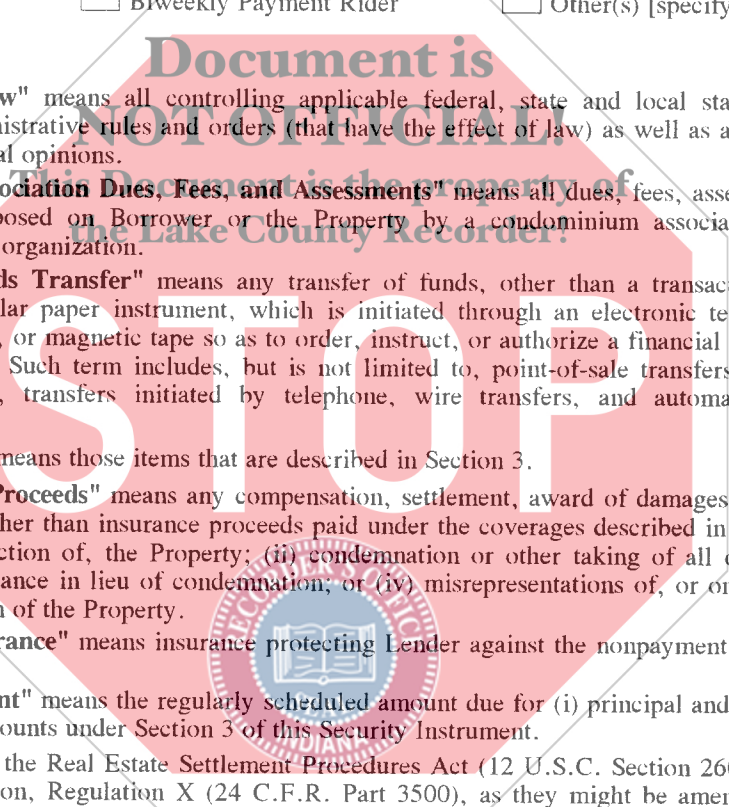 Biweekly Payment Rider Other(s) [specify
Document is
w" means all controlling applicable federal, state and local sta
nistrative rules and orders (that have the effect of law) as well as a
al opinions.
NOT OFFICIAL!
This Document is the property of
ociation Dues, Fees, and Assessments" means all dues, fees, asse
posed on Borrower or the Property by a condominium associa
organization.
the Lake County Recorder!
ds Transfer" means any transfer of funds, other than a transac
lar paper instrument, which is initiated through an electronic te
, or magnetic tape so as to order, instruct, or authorize a financial
Such term includes, but is not limited to, point-of-sale transfers
, transfers initiated by telephone, wire transfers, and automa
STOP
means those items that are described in Section 3.
Proceeds" means any compensation, settlement, award of damages
ther than insurance proceeds paid under the coverages described in
ction of, the Property; (ii) condemnation or other taking of all
ance in lieu of condemnation; or (iv) misrepresentations of, or o
n of the Property.
RECORDER'S OFFICE
rance" means insurance protecting Lender against the nonpayment
nt" means the regularly scheduled amount due for (i) principal and
ounts under Section 3 of this Security Instrument.
INDIANA
the Real Estate Settlement Procedures Act (12 U.S.C. Section 260
on, Regulation X (24 C.F.R. Part 3500), as they might be amen